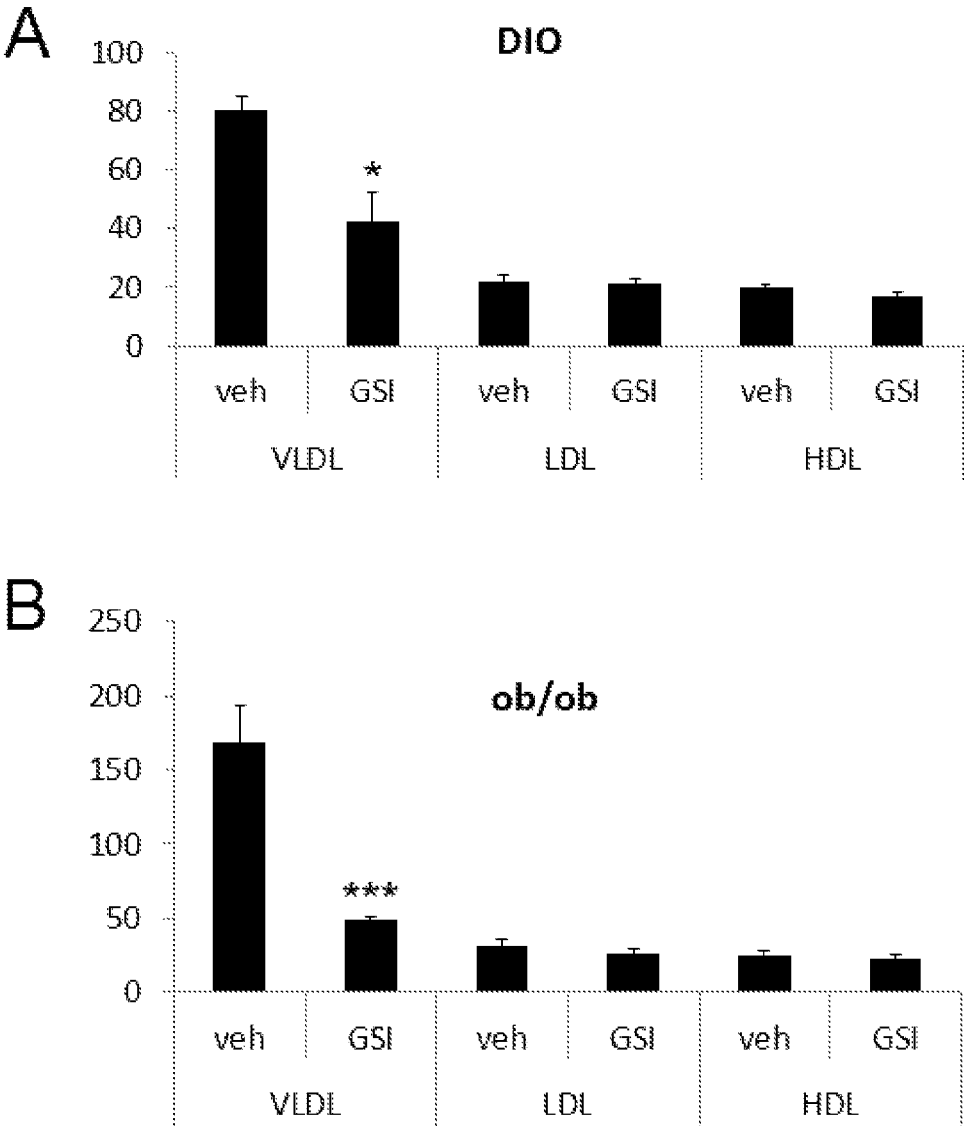 A
DIO
100
80
60
*
40
20
0
veh GSI veh GSI veh GSI
VLDL LDL HDL
B
250
200
ob/ob
150
100
***
50
0
veh GSI veh GSI veh GSI
VLDL LDL HDL